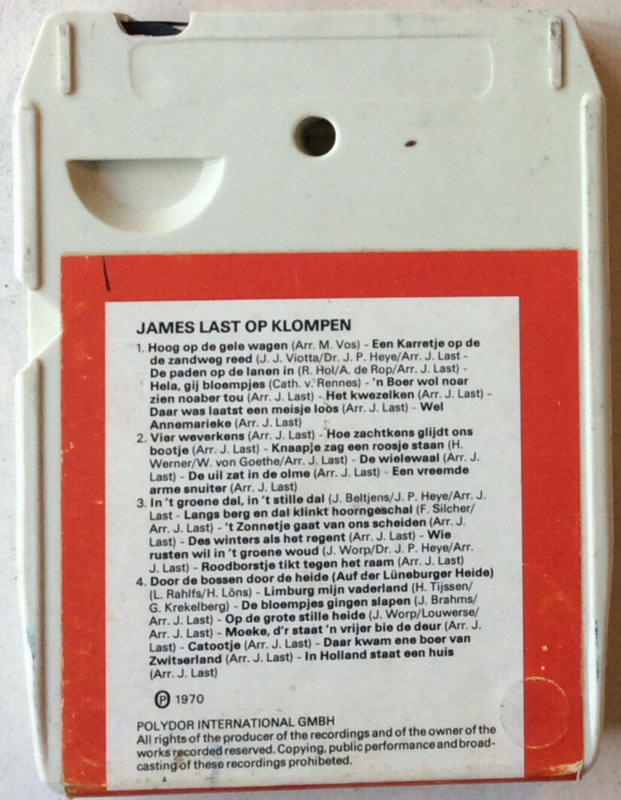 JAMES LAST OP KLOMPEN
1. Hoog op de gele wagen (Arr. M. Vos) - Een Karretje op de
de zandweg reed (J. J. Viotta/Dr. J. P. Heye/Arr. J. Last -
De paden op de lanen in (R. Hol/A. de Rop/Arr. J. Last) -
Hela, gij bloempjes (Cath. v. Rennes) - 'n Boer wol noar
zien noaber tou (Arr. J. Last) - Het kwezelken (Arr. J. Last) -
Daar was laatst een meisje loos (Arr. J. Last) - Wel
Annemarieke (Arr. J. Last)
2. Vier weverkens (Arr. J. Last) - Hoe zachtkens glijdt ons
bootje (Arr. J. Last) - Knaapje zag een roosje staan (H.
Werner/W. von Goethe/Arr. J. Last) - De wielewaal (Arr. J.
Last) - De uil zat in de olme (Arr. J. Last) - Een vreemde
arme snuiter (Arr. J. Last)
3. In 't groene dal, in 't stille dal (J. Beltjens/J. P. Heye/Arr. J.
Last - Langs berg en dal klinkt hoorngeschal (F. Silcher/
Arr. J. Last) - 't Zonnetje gaat van ons scheiden (Arr. J.
Last) - Des winters als het regent (Arr. J. Last) - Wie
rusten wil in 't groene woud (J. Worp/Dr. J. P. Heye/Arr.
J. Last) - Roodborstje tikt tegen het raam (Arr. J. Last)
4. Door de bossen door de heide (Auf der Lüneburger Heide)
(L. Rahlfs/H. Löns) - Limburg mijn vaderland (H. Tijssen/
G. Krekelberg) - De bloempjes gingen slapen (J. Brahms/
Arr. J. Last) - Op de grote stille heide (J. Worp/Louwerse/
Arr. J. Last) - Moeke, d'r staat 'n vrijer bie de deur (Arr. J.
Last) - Catootje (Arr. J. Last) - Daar kwam ene boer van
Zwitserland (Arr. J. Last) - In Holland staat een huis
(Arr. J. Last)
℗ 1970
POLYDOR INTERNATIONAL GMBH
All rights of the producer of the recordings and of the owner of the
works recorded reserved. Copying, public performance and broad-
casting of these recordings prohibeted.